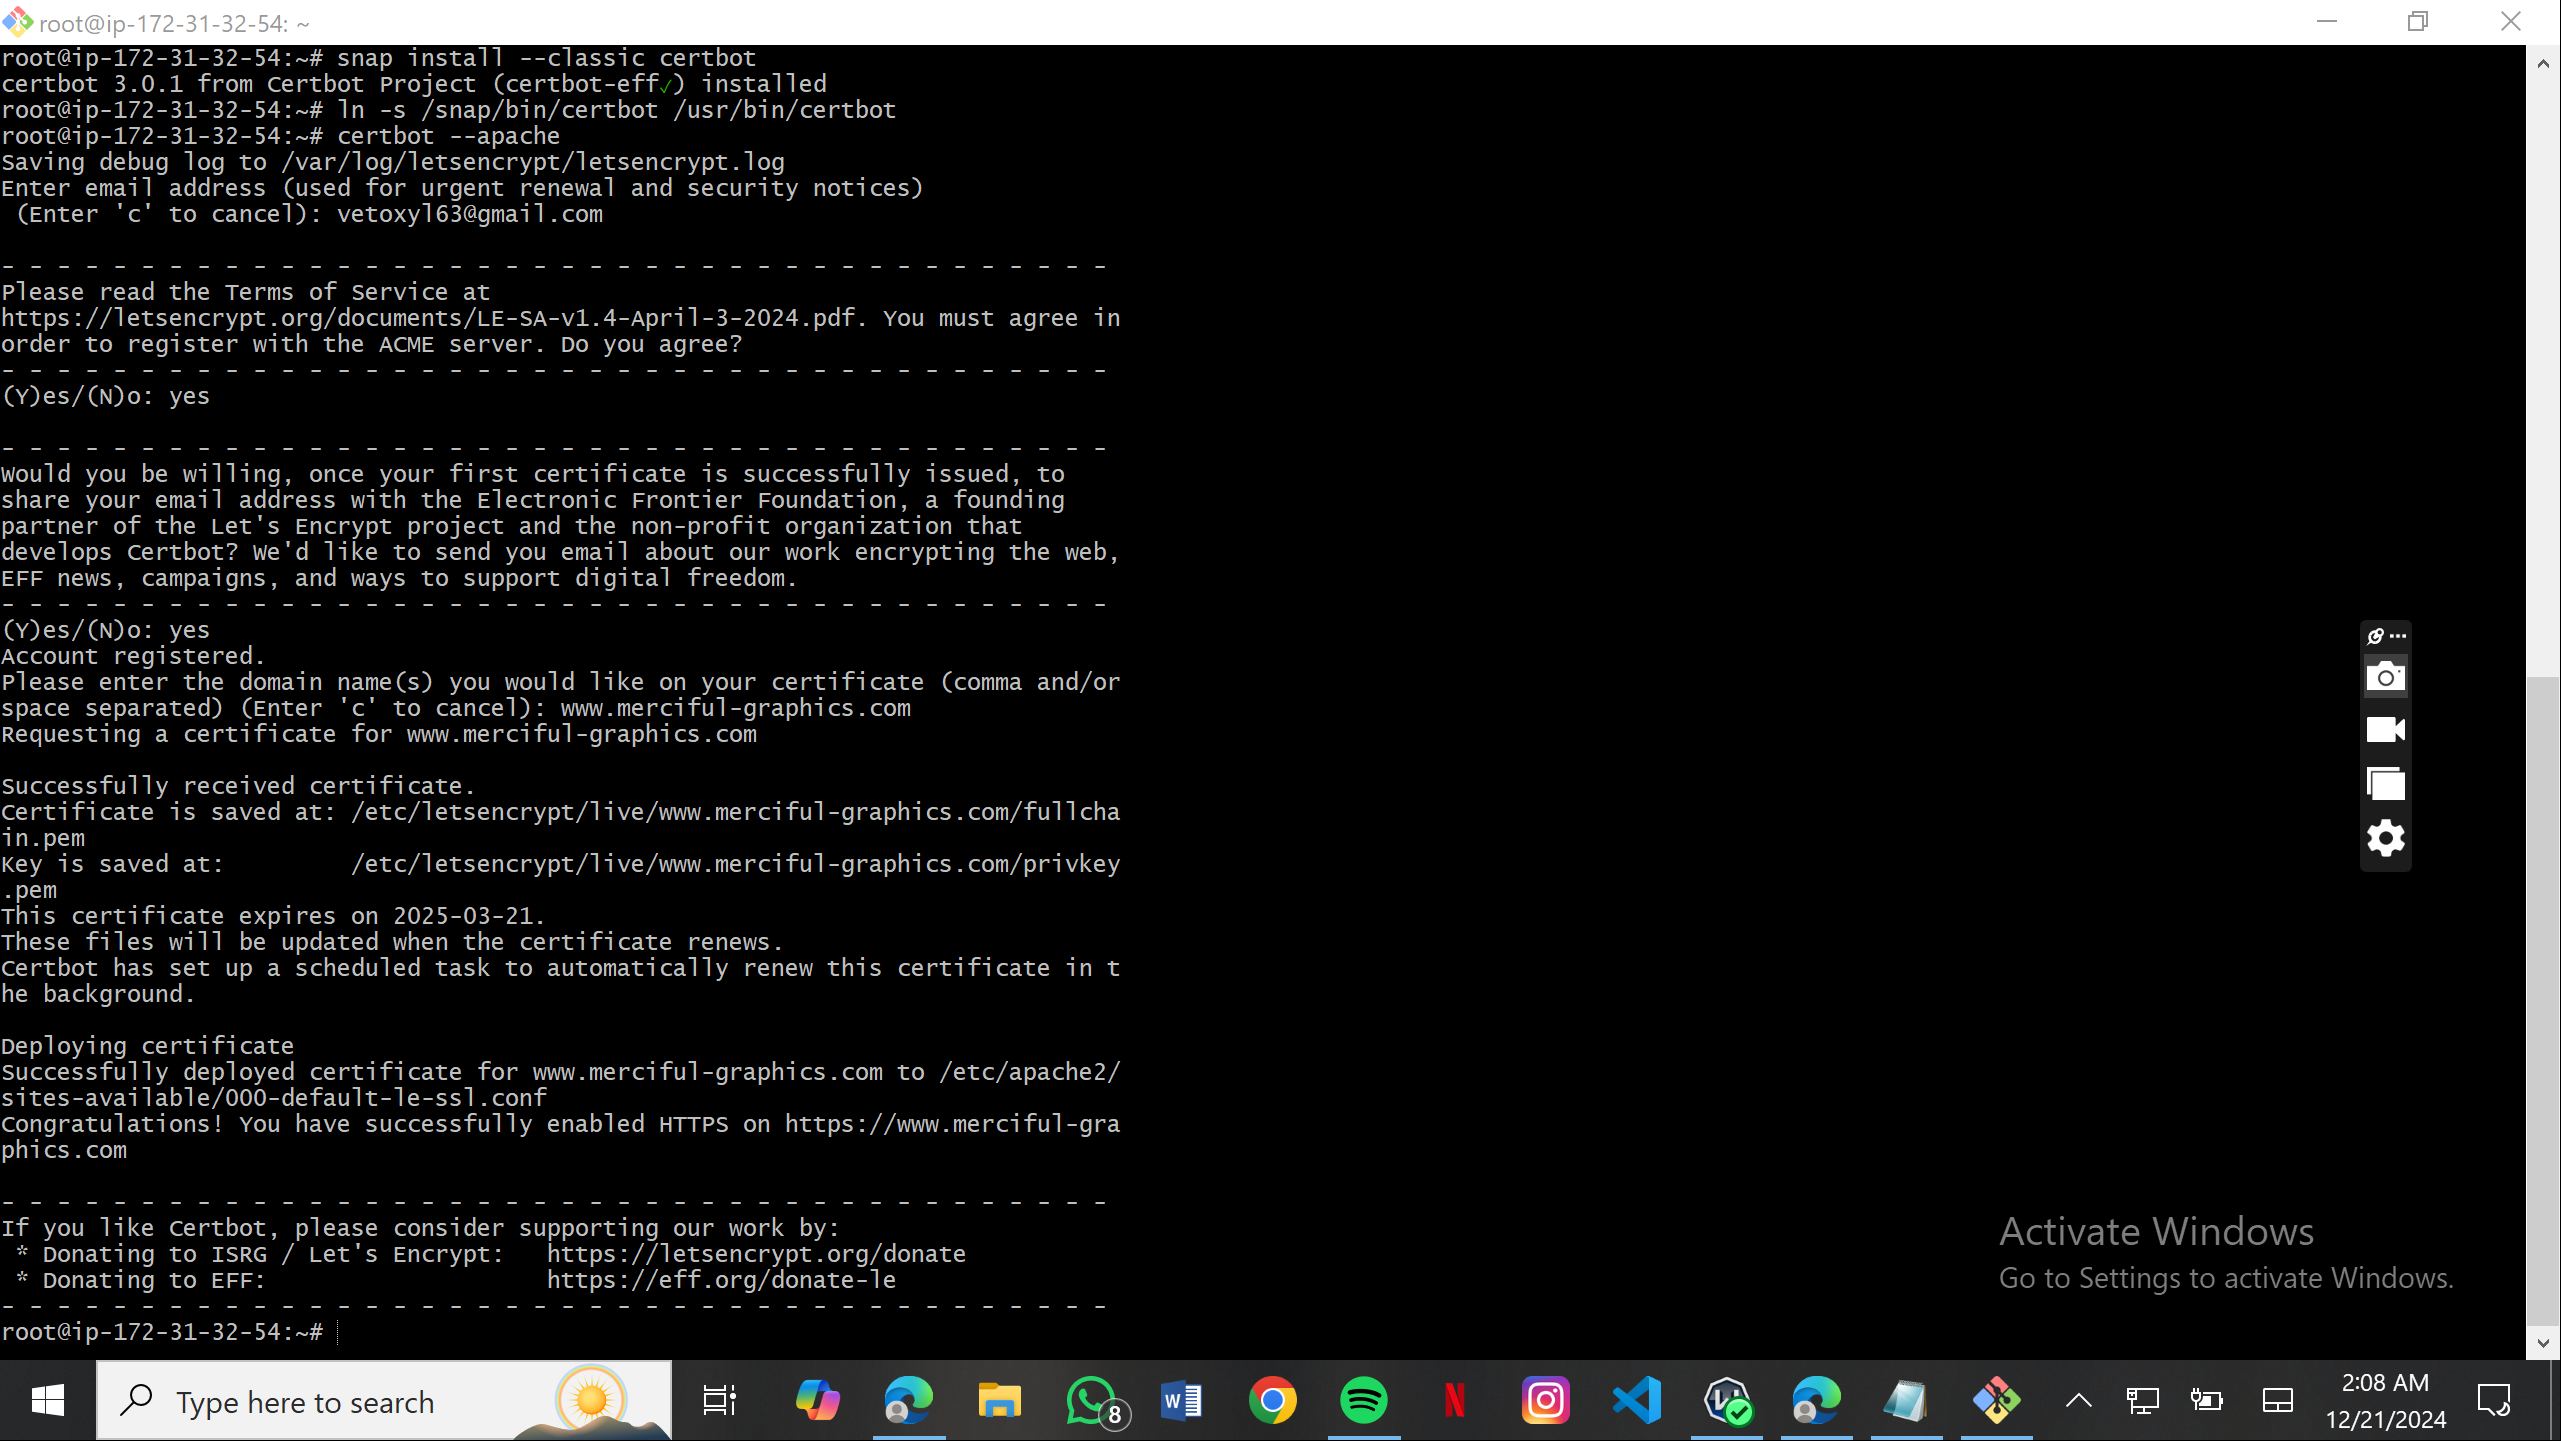 root@ip-172-31-32-54: ~
root@ip-172-31-32-54:~# snap install --classic certbot
certbot 3.0.1 from Certbot Project (certbot-eff✓) installed
root@ip-172-31-32-54:~# ln -s /snap/bin/certbot /usr/bin/certbot
root@ip-172-31-32-54:~# certbot --apache
Saving debug log to /var/log/letsencrypt/letsencrypt.log
Enter email address (used for urgent renewal and security notices)
 (Enter 'c' to cancel): vetoxyl63@gmail.com
- - - - - - - - - - - - - - - - - - - - - - - - - - - - - - - - - - - - - - - -
Please read the Terms of Service at
https://letsencrypt.org/documents/LE-SA-v1.4-April-3-2024.pdf. You must agree in
order to register with the ACME server. Do you agree?
- - - - - - - - - - - - - - - - - - - - - - - - - - - - - - - - - - - - - - - -
(Y)es/(N)o: yes
- - - - - - - - - - - - - - - - - - - - - - - - - - - - - - - - - - - - - - - -
Would you be willing, once your first certificate is successfully issued, to
share your email address with the Electronic Frontier Foundation, a founding
partner of the Let's Encrypt project and the non-profit organization that
develops Certbot? We'd like to send you email about our work encrypting the web,
EFF news, campaigns, and ways to support digital freedom.
- - - - - - - - - - - - - - - - - - - - - - - - - - - - - - - - - - - - - - - -
(Y)es/(N)o: yes
Account registered.
Please enter the domain name(s) you would like on your certificate (comma and/or
space separated) (Enter 'c' to cancel): www.merciful-graphics.com
Requesting a certificate for www.merciful-graphics.com
Successfully received certificate.
Certificate is saved at: /etc/letsencrypt/live/www.merciful-graphics.com/fullcha
in.pem
Key is saved at:         /etc/letsencrypt/live/www.merciful-graphics.com/privkey
.pem
This certificate expires on 2025-03-21.
These files will be updated when the certificate renews.
Certbot has set up a scheduled task to automatically renew this certificate in t
he background.
Deploying certificate
Successfully deployed certificate for www.merciful-graphics.com to /etc/apache2/
sites-available/000-default-le-ssl.conf
Congratulations! You have successfully enabled HTTPS on https://www.merciful-gra
phics.com
- - - - - - - - - - - - - - - - - - - - - - - - - - - - - - - - - - - - - - - -
If you like Certbot, please consider supporting our work by:
 * Donating to ISRG / Let's Encrypt:   https://letsencrypt.org/donate
 * Donating to EFF:                    https://eff.org/donate-le
- - - - - - - - - - - - - - - - - - - - - - - - - - - - - - - - - - - - - - - -
root@ip-172-31-32-54:~#
Activate Windows
Go to Settings to activate Windows.
Type here to search
8
2:08 AM
12/21/2024